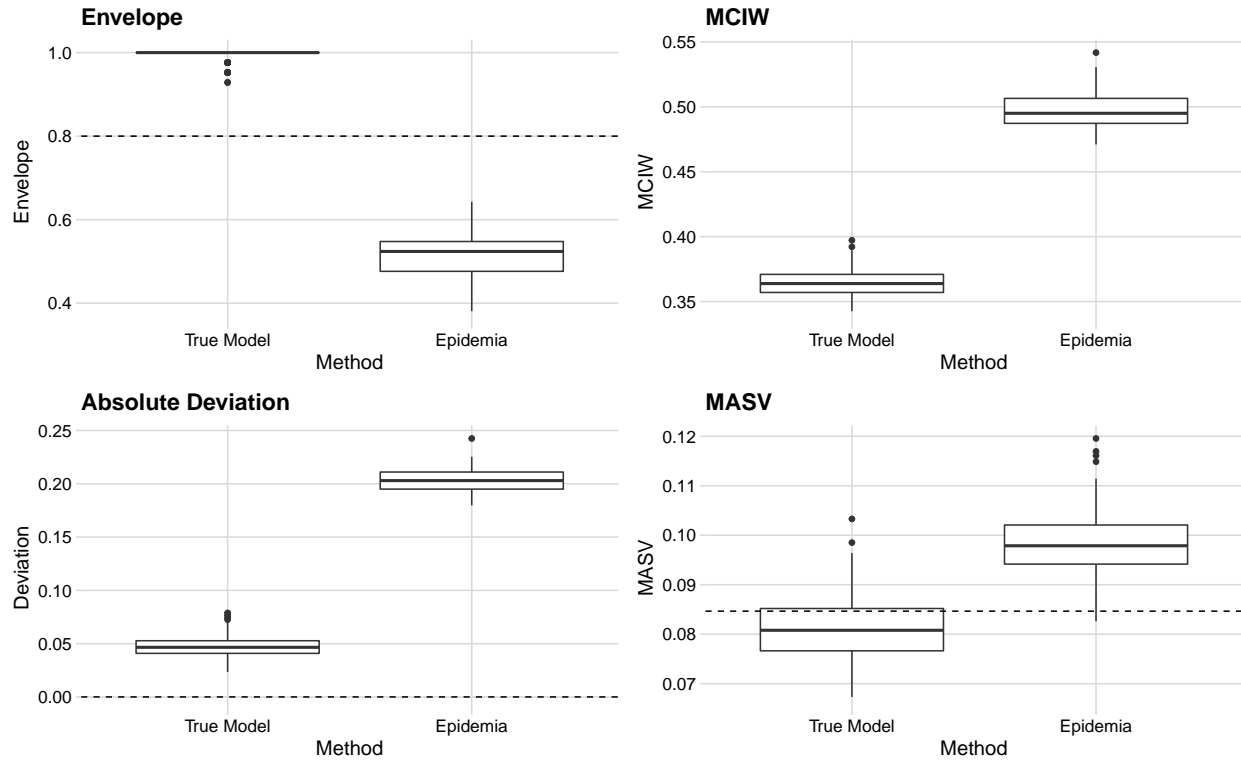 Envelope
Envelope
1.0
0.8
0.6
0.4
True Model
Epidemia
Method
MCIW
MCIW
0.55
0.50
0.45
0.40
0.35
True Model
Epidemia
Method
Absolute Deviation
Deviation
0.25
0.20
0.15
0.10
0.05
0.00
True Model
Epidemia
Method
MASV
MASV
0.12
0.11
0.10
0.09
0.08
0.07
True Model
Epidemia
Method